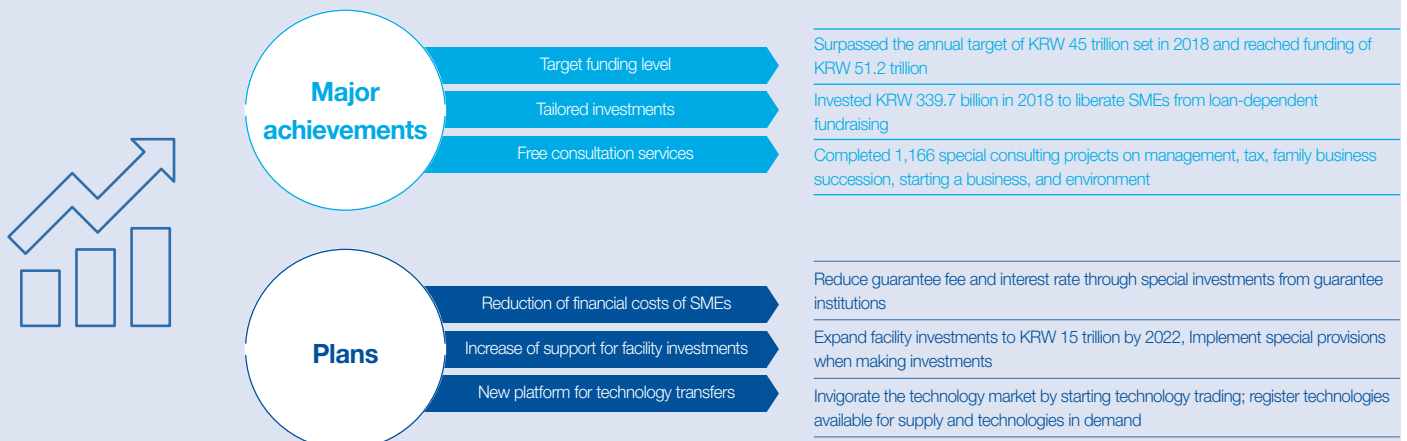 Major
achievements
Target funding level
Surpassed the annual target of KRW 45 trillion set in 2018 and reached funding of
KRW 51.2 trillion
Tailored investments
Invested KRW 339.7 billion in 2018 to liberate SMEs from loan-dependent
fundraising
Free consultation services
Completed 1,166 special consulting projects on management, tax, family business
succession, starting a business, and environment
Plans
Reduction of financial costs of SMEs
Reduce guarantee fee and interest rate through special investments from guarantee
institutions
Increase of support for facility investments
Expand facility investments to KRW 15 trillion by 2022, Implement special provisions
when making investments
New platform for technology transfers
Invigorate the technology market by starting technology trading; register technologies
available for supply and technologies in demand